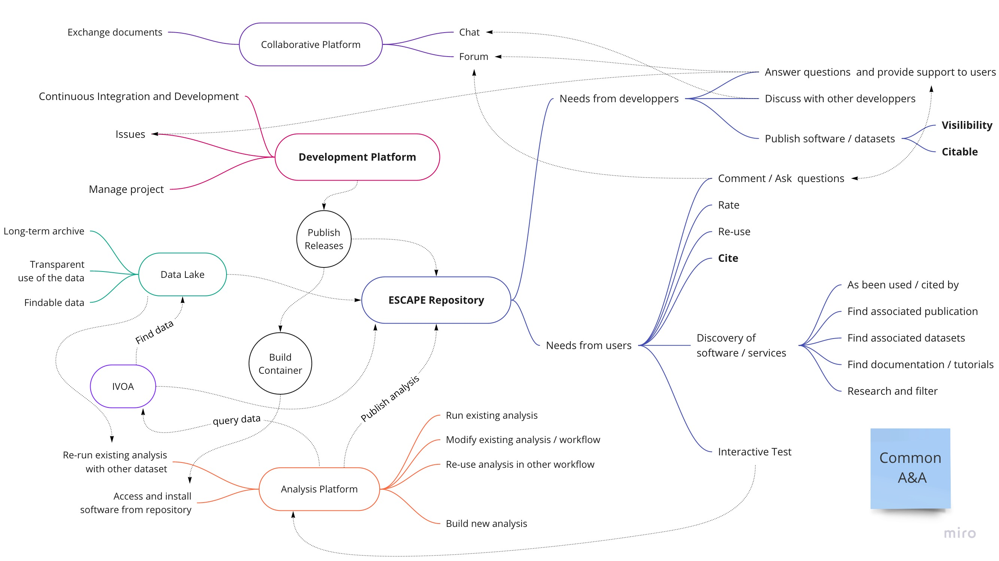 Exchange documents
Collaborative Platform
Chat
Forum
Answer questions  and provide support to users
Continuous Integration and Development
Needs from developpers
Discuss with other developpers
Visilibility
Issues
Publish software / datasets
Citable
Development Platform
Comment / Ask  questions
Manage project
Rate
Long-term archive
Publish
Releases
Re-use
Cite
Transparent
use of the data
Data Lake
As been used / cited by
Findable data
ESCAPE Repository
Find associated publication
Find data
Needs from users
Discovery of
software / services
Find associated datasets
Build
Container
Find documentation / tutorials
IVOA
Research and filter
Publish analysis
query data
Run existing analysis
Modify existing analysis / workflow
Re-run existing analysis
with other dataset
Re-use analysis in other workflow
Interactive Test
Common
A&A
Analysis Platform
Access and install
software from repository
Build new analysis
miro